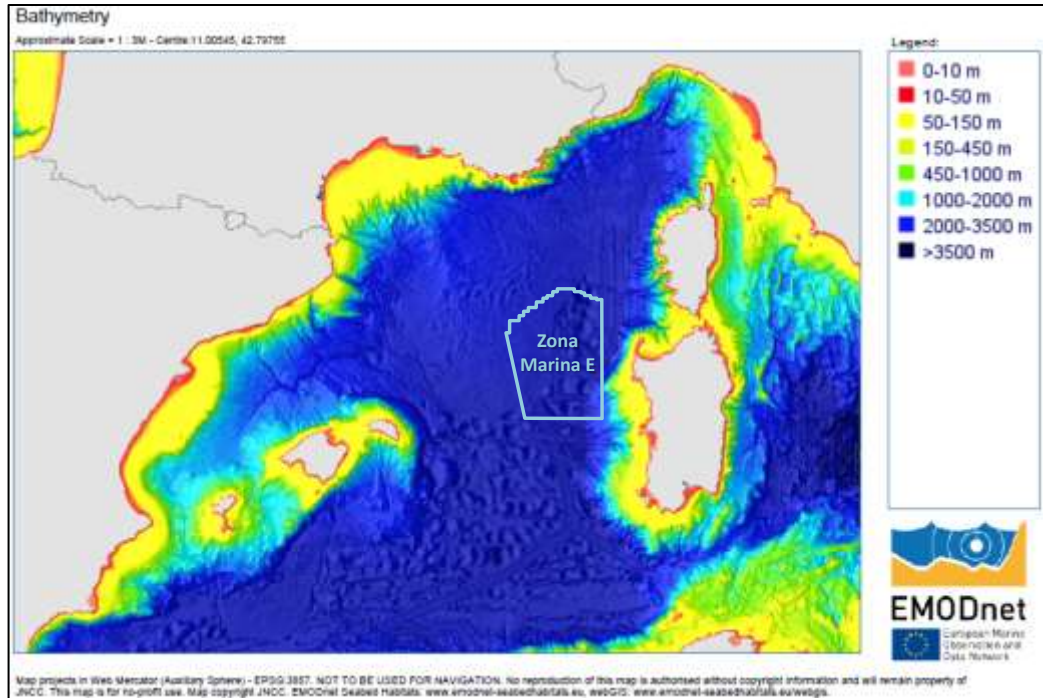 Bathymetry
Approximate Scale = 1 : 3M - Centre:11.00545, 42.79755
Legend:
0-10 m
10-50 m
50-150 m
150-450 m
450-1000 m
1000-2000 m
2000-3500 m
>3500 m
Zona
Marina E
EMODnet
European Marine
Observation and
Data Network
Map projects in Web Mercator (Auxiliary Sphere) - EPSG 3857. NOT TO BE USED FOR NAVIGATION. No reproduction of this map is authorised without copyright information and will remain property of
JNCC. This map is for no-profit use. Map copyright JNCC. EMODnet Seabed Habitats: www.emodnet-seabedhabitats.eu, webGIS: www.emodnet-seabedhabitats.eu/webgis.